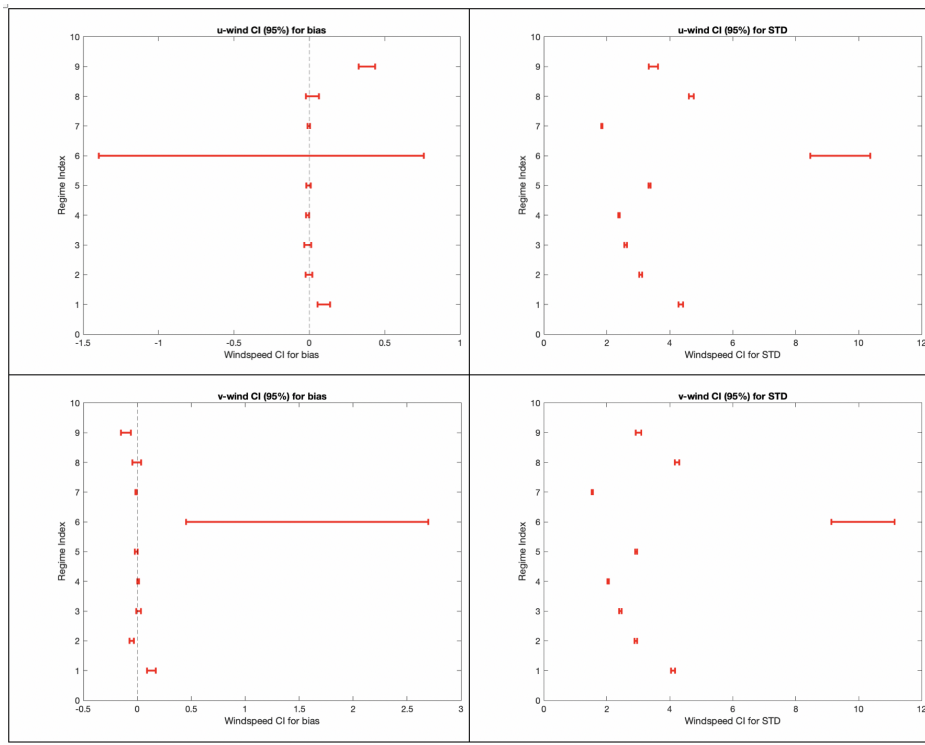 u-wind CI (95%) for bias
10
9
8
7
6
5
4
3
2
1
0
Regime Index
-1.5 -1 -0.5 0 0.5 1
Windspeed CI for bias
u-wind CI (95%) for STD
10
9
8
7
6
5
4
3
2
1
0
Regime Index
0 2 4 6 8 10 12
Windspeed CI for STD
v-wind CI (95%) for bias
10
9
8
7
6
5
4
3
2
1
0
Regime Index
-0.5 0 0.5 1 1.5 2 2.5 3
Windspeed CI for bias
v-wind CI (95%) for STD
10
9
8
7
6
5
4
3
2
1
0
Regime Index
0 2 4 6 8 10 12
Windspeed CI for STD